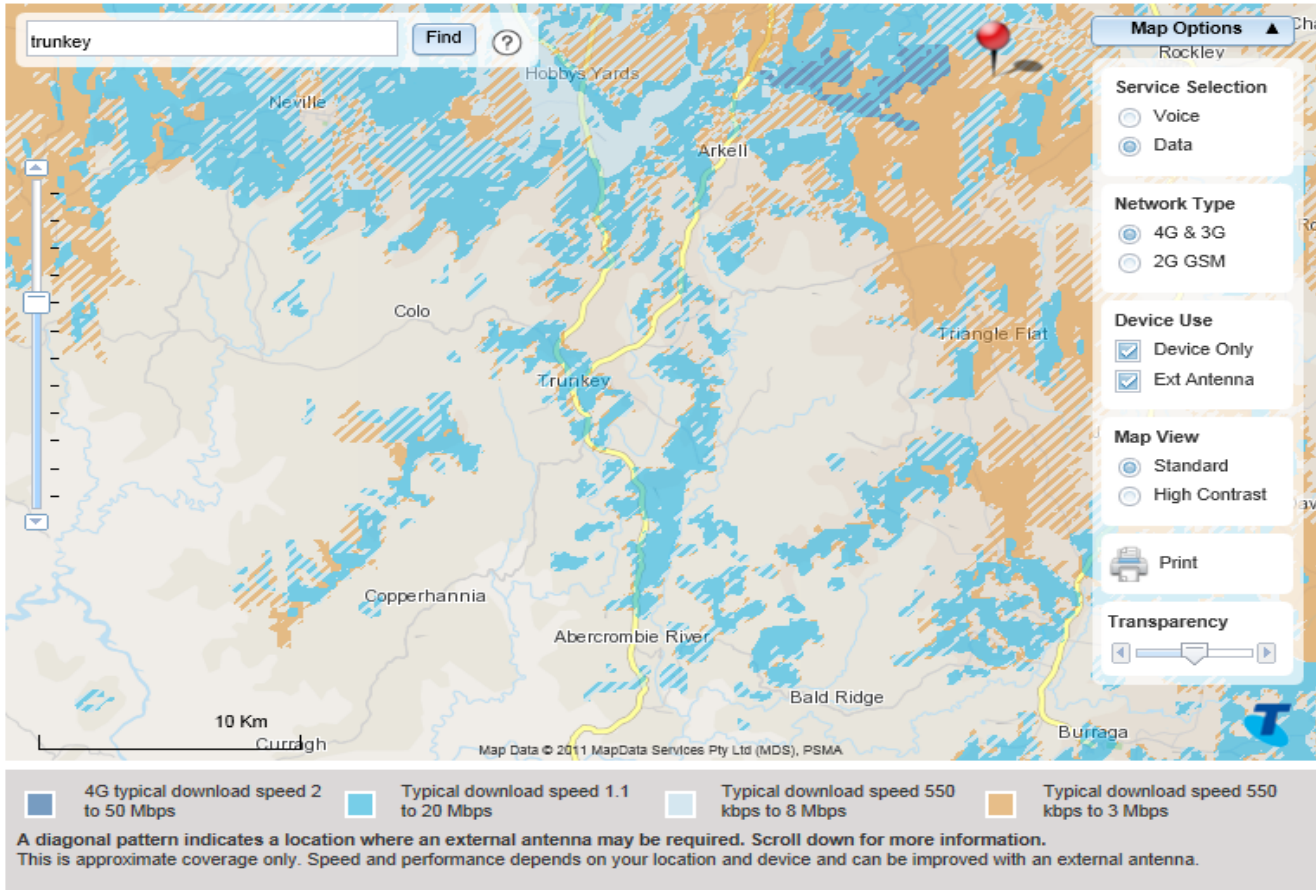 trunkey
Find
?
Map Options ▲
Cha
Rockley
Hobbys Yards
Neville
Arkell
Service Selection
Voice
Data
Network Type
4G & 3G
2G GSM
Ro
Colo
Device Use
Device Only
Ext Antenna
Triangle Flat
Trunkey
Map View
Standard
High Contrast
Print
Copperhannia
Abercrombie River
Transparency
Bald Ridge
10 Km
Curragh
Burraga
T
Map Data © 2011 MapData Services Pty Ltd (MDS), PSMA
4G typical download speed 2
to 50 Mbps
Typical download speed 1.1
to 20 Mbps
Typical download speed 550
kbps to 8 Mbps
Typical download speed 550
kbps to 3 Mbps
A diagonal pattern indicates a location where an external antenna may be required. Scroll down for more information.
This is approximate coverage only. Speed and performance depends on your location and device and can be improved with an external antenna.